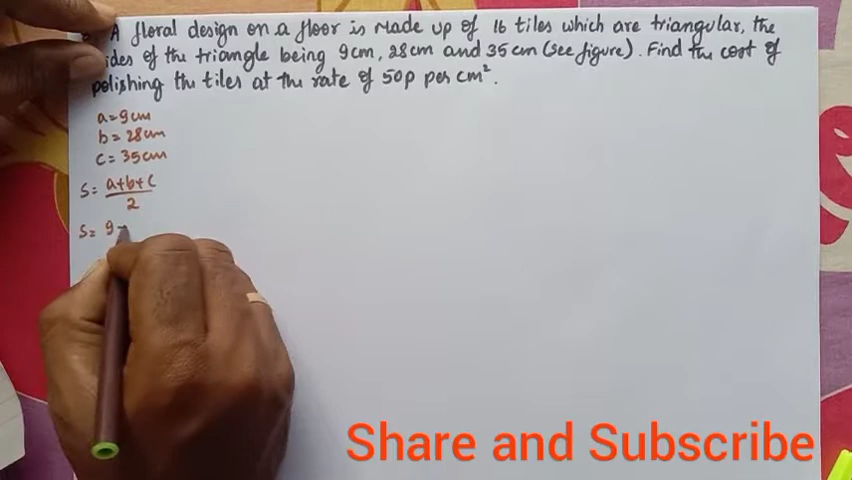 A floral design on a floor is made up of 16 tiles which are triangular, the
ides of the triangle being 9cm, 28cm and 35cm (see figure). Find the cost of
polishing the tiles at the rate of 50p per cm².
a=9cm
b=28cm
c=35cm
S= a+b+c / 2
S= 9
Share and Subscribe